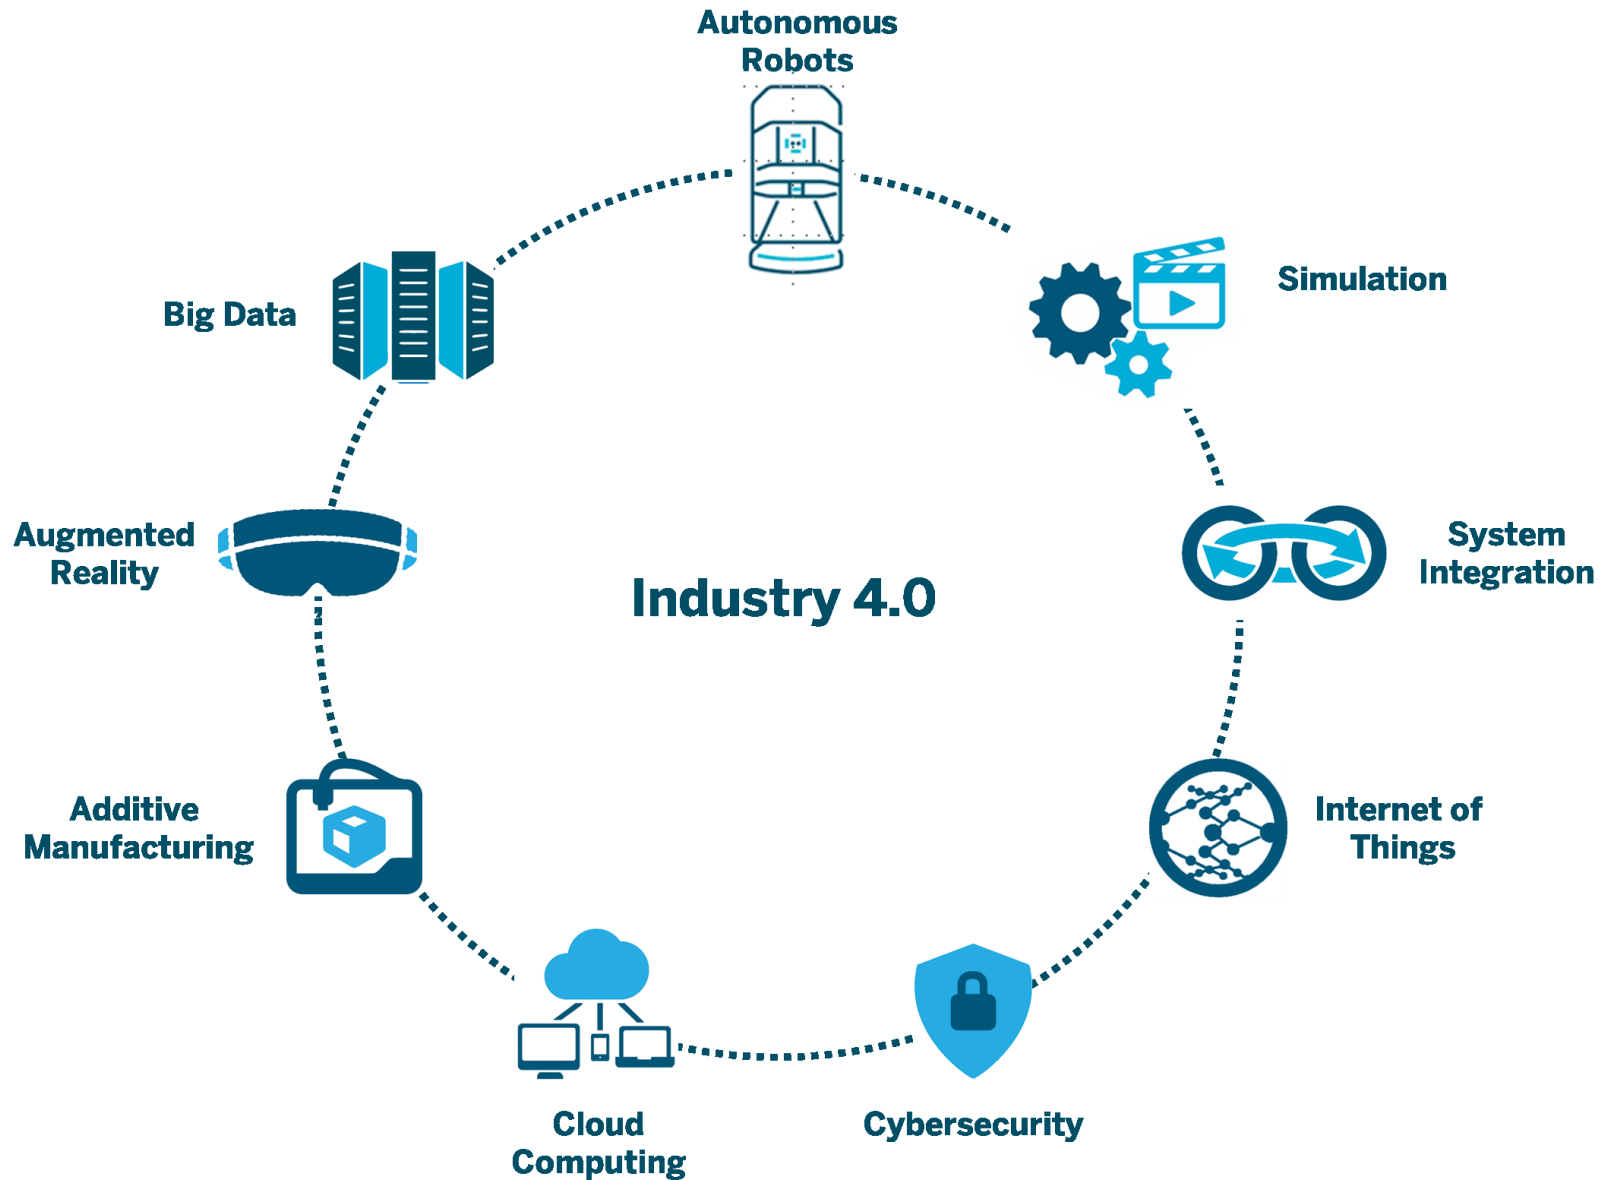 Autonomous
Robots
Simulation
Big Data
System
Integration
Augmented
Reality
Industry 4.0
Internet of
Things
Additive
Manufacturing
Cybersecurity
Cloud
Computing